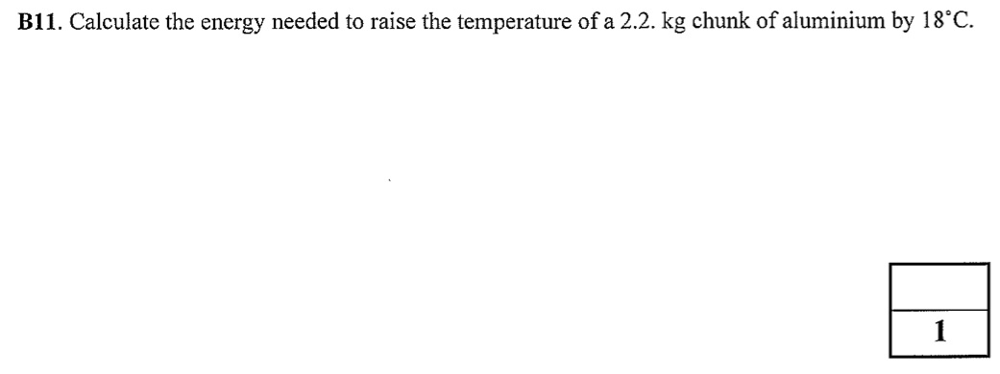 B11. Calculate the energy needed to raise the temperature of a 2.2. kg chunk of aluminium by 18°C.
1